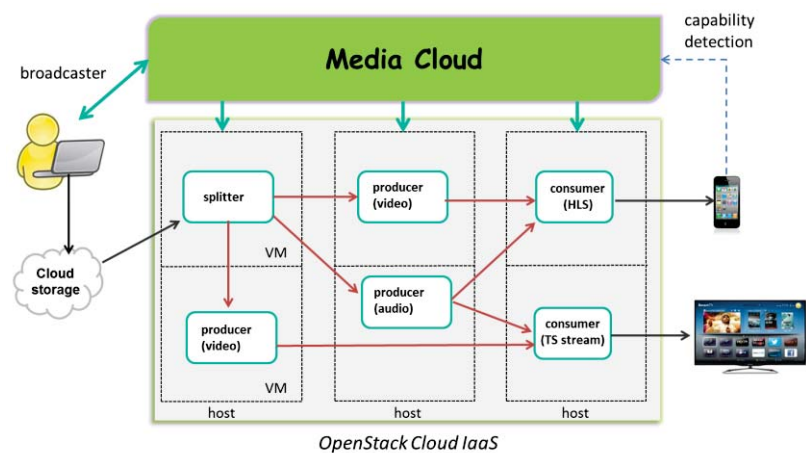 capability
detection
broadcaster
Media Cloud
splitter
producer
(video)
consumer
(HLS)
VM
Cloud
storage
producer
(audio)
producer
(video)
consumer
(TS stream)
VM
host
host
host
OpenStack Cloud IaaS